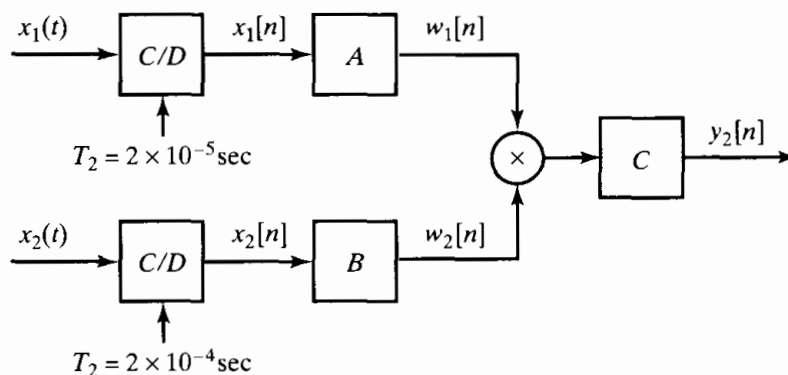 x₁(t)
C/D
x₁[n]
A
w₁[n]
T₂ = 2 × 10⁻⁵ sec
×
C
y₂[n]
x₂(t)
C/D
x₂[n]
B
w₂[n]
T₂ = 2 × 10⁻⁴ sec